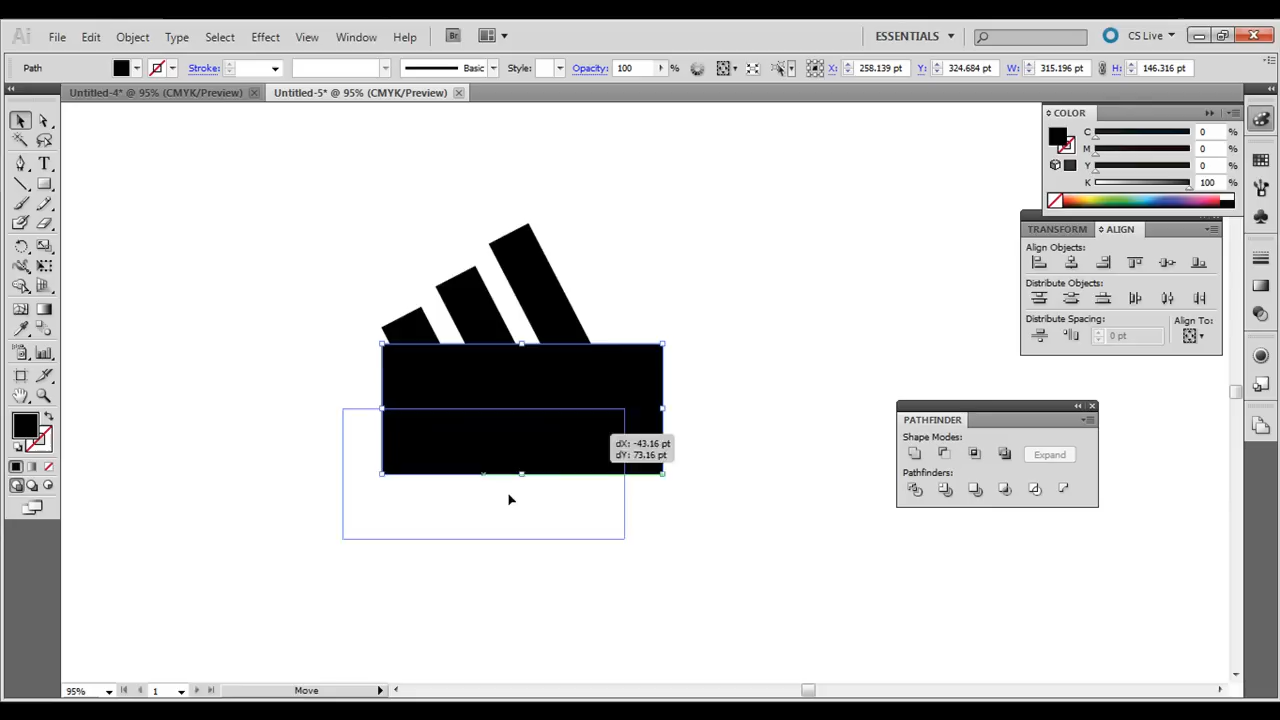 Ai File Edit Object Type Select Effect View Window Help Br ESSENTIALS CS Live
Path Stroke: Basic Style: Opacity: 100 % X: 258.139 pt Y: 324.684 pt W: 315.196 pt H: 146.316 pt
Untitled-4* @ 95% (CMYK/Preview) Untitled-5* @ 95% (CMYK/Preview)
COLOR
C 0 %
M 0 %
Y 0 %
K 100 %
TRANSFORM ALIGN
Align Objects:
Distribute Objects:
Distribute Spacing: Align To:
0 pt
dX: -43.16 pt
dY: 73.16 pt
PATHFINDER
Shape Modes:
Expand
Pathfinders:
95% 1 Move